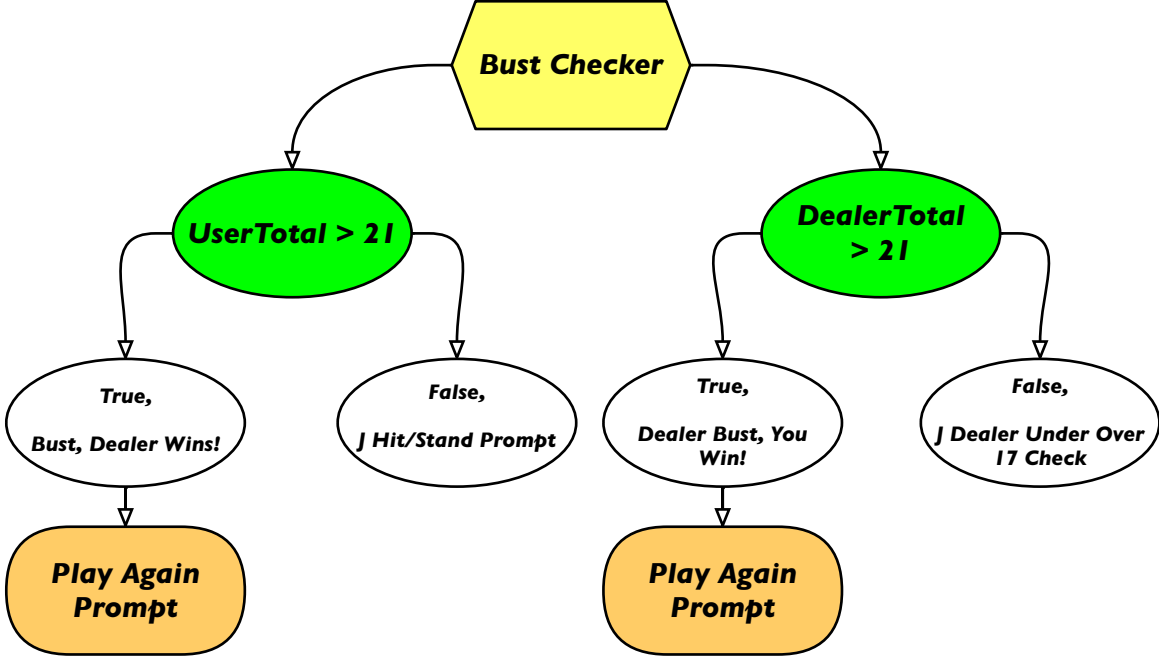 Bust Checker
UserTotal > 21
DealerTotal
> 21
True,
Bust, Dealer Wins!
False,
J Hit/Stand Prompt
True,
Dealer Bust, You
Win!
False,
J Dealer Under Over
17 Check
Play Again
Prompt
Play Again
Prompt